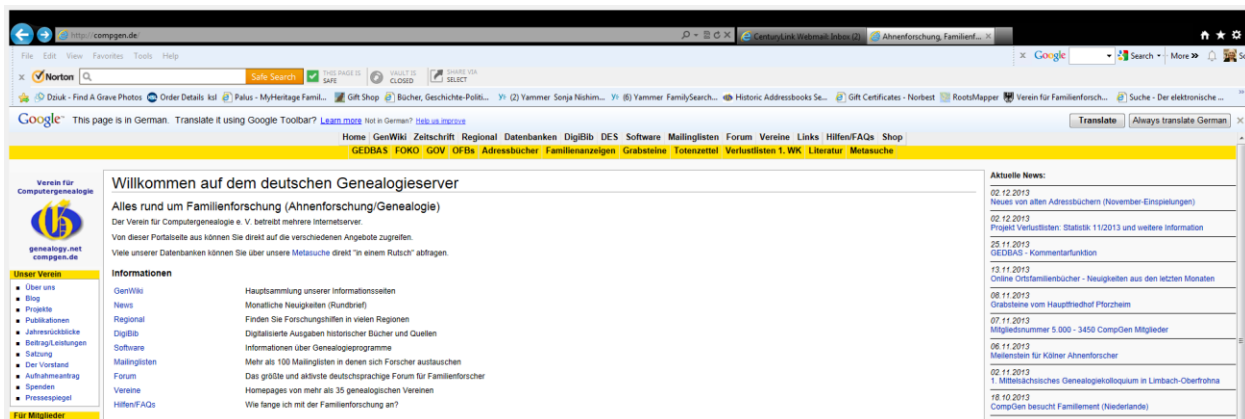 http://compgen.de/
CenturyLink Webmail: Inbox (2)
Ahnenforschung, Familienf...
File Edit View Favorites Tools Help
x Google Search More »
x Norton Safe Search THIS PAGE IS SAFE VAULT IS CLOSED SHARE VIA SELECT
Dziuk - Find A Grave Photos Order Details ksl Palus - MyHeritage Famil... Gift Shop Bücher, Geschichte-Politi... (2) Yammer Sonja Nishim... (6) Yammer FamilySearch... Historic Addressbooks Se... Gift Certificates - Norbest RootsMapper Verein für Familienforsch... Suche - Der elektronische ...
Google This page is in German. Translate it using Google Toolbar? Learn more Not in German? Help us improve Translate Always translate German
Home GenWiki Zeitschrift Regional Datenbanken DigiBib DES Software Mailinglisten Forum Vereine Links Hilfen/FAQs Shop
GEDBAS FOKO GOV OFBs Adressbücher Familienanzeigen Grabsteine Totenzettel Verlustlisten 1. WK Literatur Metasuche
Verein für
Computergenealogie
genealogy.net
compgen.de
Unser Verein
Über uns
Blog
Projekte
Publikationen
Jahresrückblicke
Beitrag/Leistungen
Satzung
Der Vorstand
Aufnahmeantrag
Spenden
Pressespiegel
Für Mitglieder
Willkommen auf dem deutschen Genealogieserver
Alles rund um Familienforschung (Ahnenforschung/Genealogie)
Der Verein für Computergenealogie e. V. betreibt mehrere Internetserver.
Von dieser Portalseite aus können Sie direkt auf die verschiedenen Angebote zugreifen.
Viele unserer Datenbanken können Sie über unsere Metasuche direkt "in einem Rutsch" abfragen.
Informationen
GenWiki Hauptsammlung unserer Informationsseiten
News Monatliche Neuigkeiten (Rundbrief)
Regional Finden Sie Forschungshilfen in vielen Regionen
DigiBib Digitalisierte Ausgaben historischer Bücher und Quellen
Software Informationen über Genealogieprogramme
Mailinglisten Mehr als 100 Mailinglisten in denen sich Forscher austauschen
Forum Das größte und aktivste deutschsprachige Forum für Familienforscher
Vereine Homepages von mehr als 35 genealogischen Vereinen
Hilfen/FAQs Wie fange ich mit der Familienforschung an?
Aktuelle News:
02.12.2013
Neues von alten Adressbüchern (November-Einspielungen)
02.12.2013
Projekt Verlustlisten: Statistik 11/2013 und weitere Information
25.11.2013
GEDBAS - Kommentarfunktion
13.11.2013
Online Ortsfamilienbücher - Neuigkeiten aus den letzten Monaten
08.11.2013
Grabsteine vom Hauptfriedhof Pforzheim
07.11.2013
Mitgliedsnummer 5.000 - 3450 CompGen Mitglieder
06.11.2013
Meilenstein für Kölner Ahnenforscher
02.11.2013
1. Mittelsächsisches Genealogiekolloquium in Limbach-Oberfrohna
18.10.2013
CompGen besucht Famillement (Niederlande)